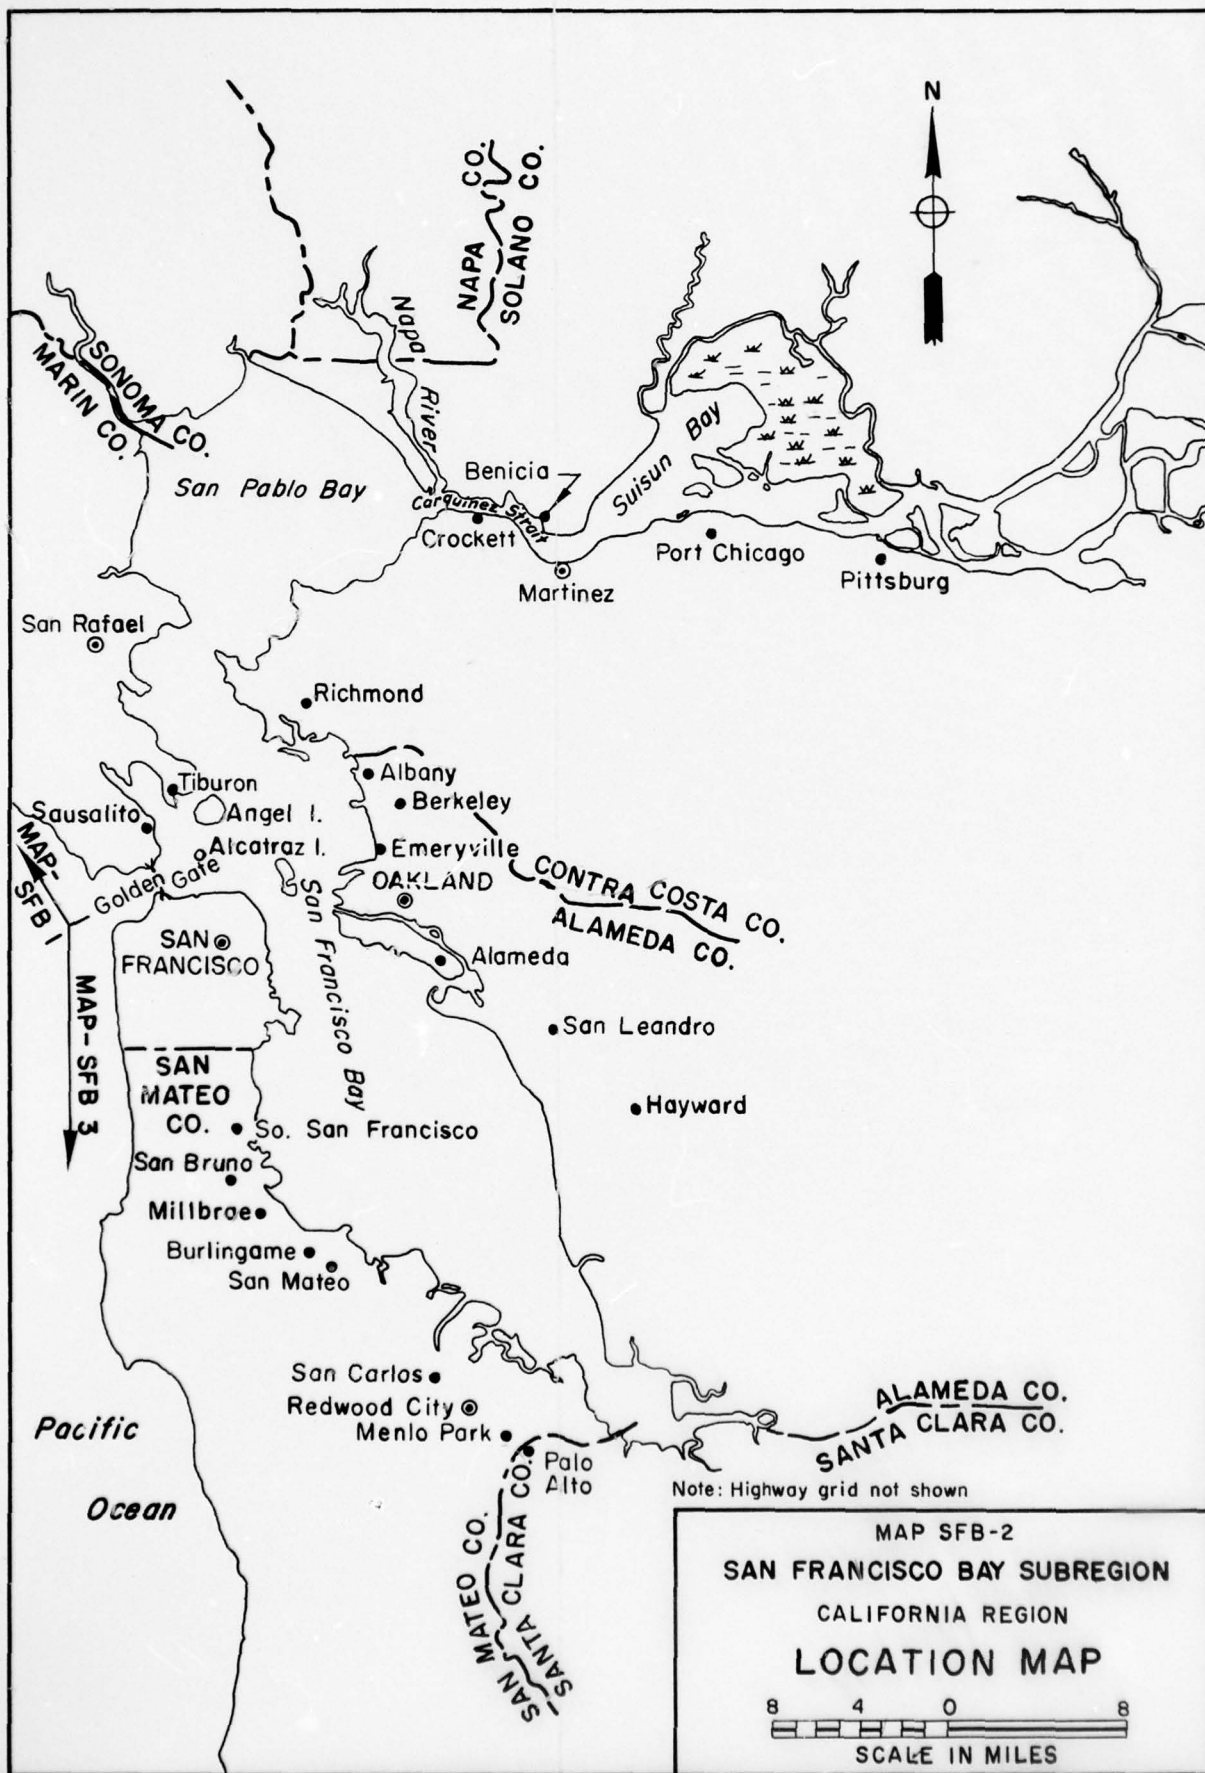 N
NAPA CO.
SOLANO CO.
Napa River
SONOMA CO.
MARIN CO.
San Pablo Bay
Benicia
Suisun Bay
Carquinez Strait
Crockett
Martinez
Port Chicago
Pittsburg
San Rafael
Richmond
Albany
Tiburon
Berkeley
Angel I.
Sausalito
Alcatraz I.
Emeryville
OAKLAND
MAP-
SFB 1
Golden Gate
CONTRA COSTA CO.
ALAMEDA CO.
San Francisco Bay
SAN
FRANCISCO
Alameda
San Leandro
MAP-SFB 3
SAN
MATEO
CO.
Hayward
So. San Francisco
San Bruno
Millbrae
Burlingame
San Mateo
San Carlos
Redwood City
Menlo Park
Palo
Alto
ALAMEDA CO.
SANTA CLARA CO.
Pacific
Ocean
SAN MATEO CO.
SANTA CLARA CO.
Note: Highway grid not shown
MAP SFB-2
SAN FRANCISCO BAY SUBREGION
CALIFORNIA REGION
LOCATION MAP
8 4 0 8
SCALE IN MILES